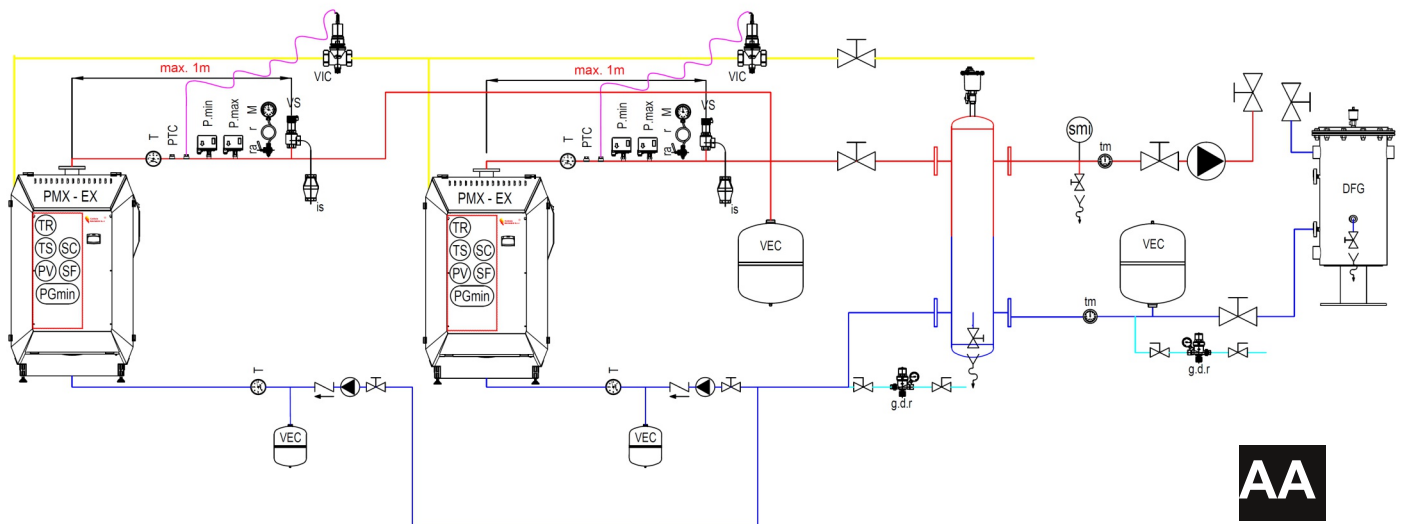 VIC
VIC
max. 1m
max. 1m
T
PTC
P.min
P.max
ra
r
M
VS
is
T
PTC
P.min
P.max
ra
r
M
VS
is
smi
tm
PMX - EX
TR
TS
SC
PV
SF
PGmin
PMX - EX
TR
TS
SC
PV
SF
PGmin
VEC
VEC
DFG
tm
g.d.r
T
VEC
T
VEC
g.d.r
AA